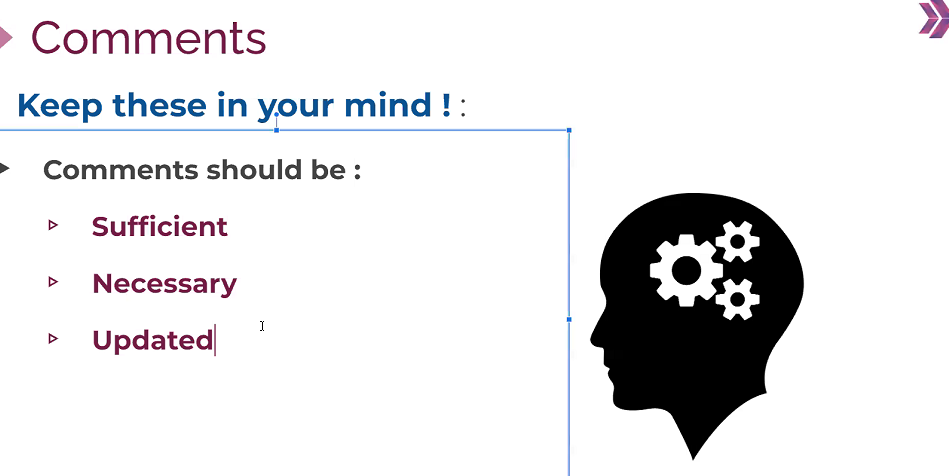 Comments
Keep these in your mind ! :
Comments should be :
Sufficient
Necessary
Updated